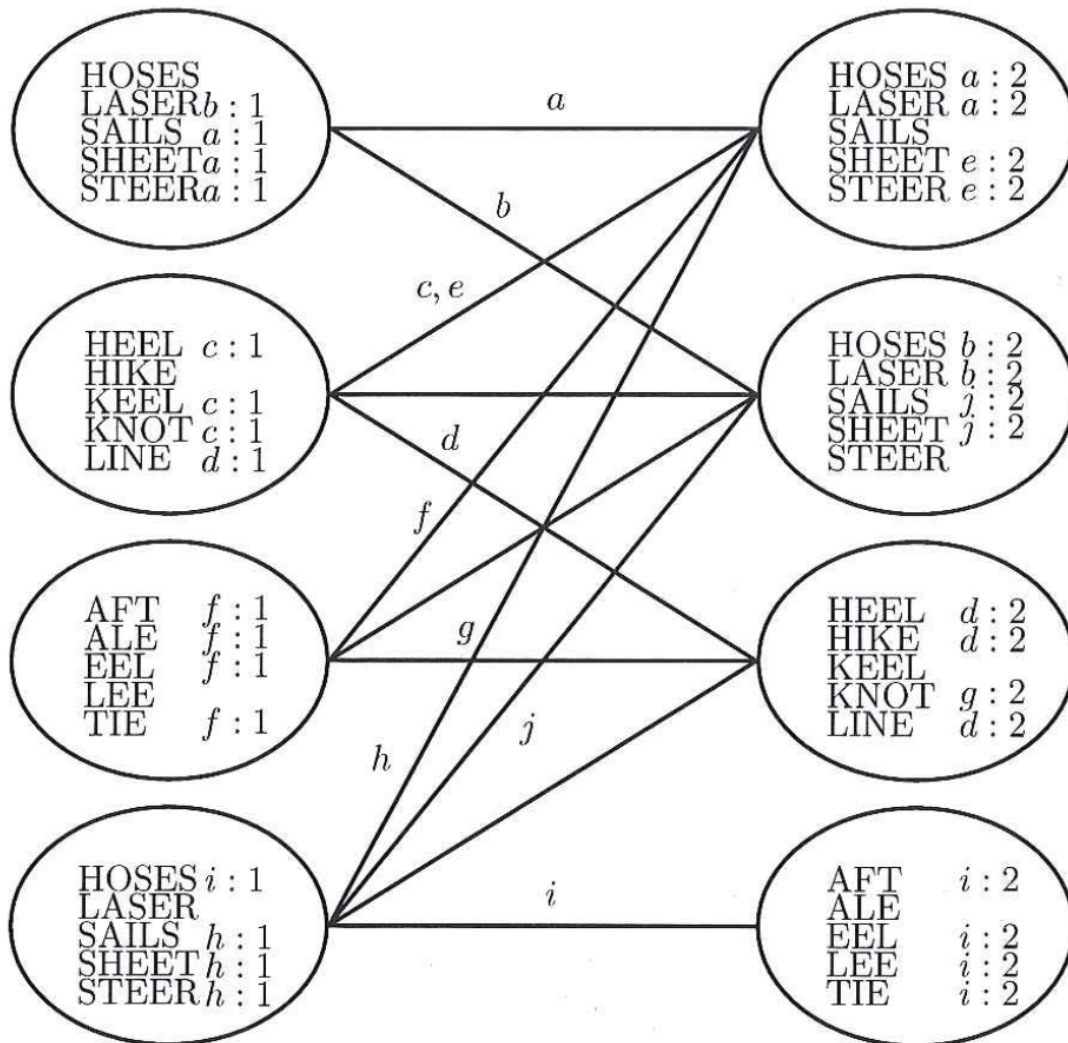 HOSES
LASER b : 1
SAILS a : 1
SHEET a : 1
STEER a : 1
a
b
HOSES a : 2
LASER a : 2
SAILS
SHEET e : 2
STEER e : 2
HEEL c : 1
HIKE
KEEL c : 1
KNOT c : 1
LINE d : 1
c, e
d
HOSES b : 2
LASER b : 2
SAILS j : 2
SHEET j : 2
STEER
AFT f : 1
ALE f : 1
EEL f : 1
LEE
TIE f : 1
f
g
HEEL d : 2
HIKE d : 2
KEEL
KNOT g : 2
LINE d : 2
HOSES i : 1
LASER
SAILS h : 1
SHEET h : 1
STEER h : 1
h
j
i
AFT i : 2
ALE
EEL i : 2
LEE i : 2
TIE i : 2